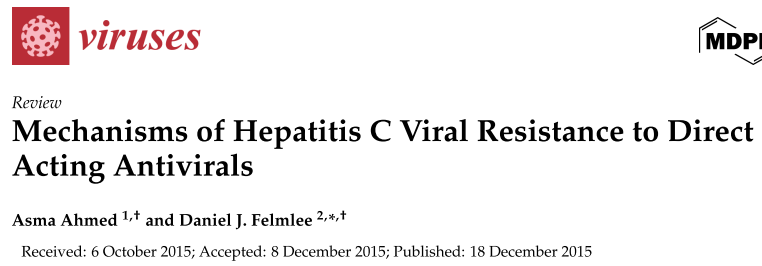 viruses
MDPI
Review
Mechanisms of Hepatitis C Viral Resistance to Direct
Acting Antivirals
Asma Ahmed 1,† and Daniel J. Felmlee 2,*,†
Received: 6 October 2015; Accepted: 8 December 2015; Published: 18 December 2015